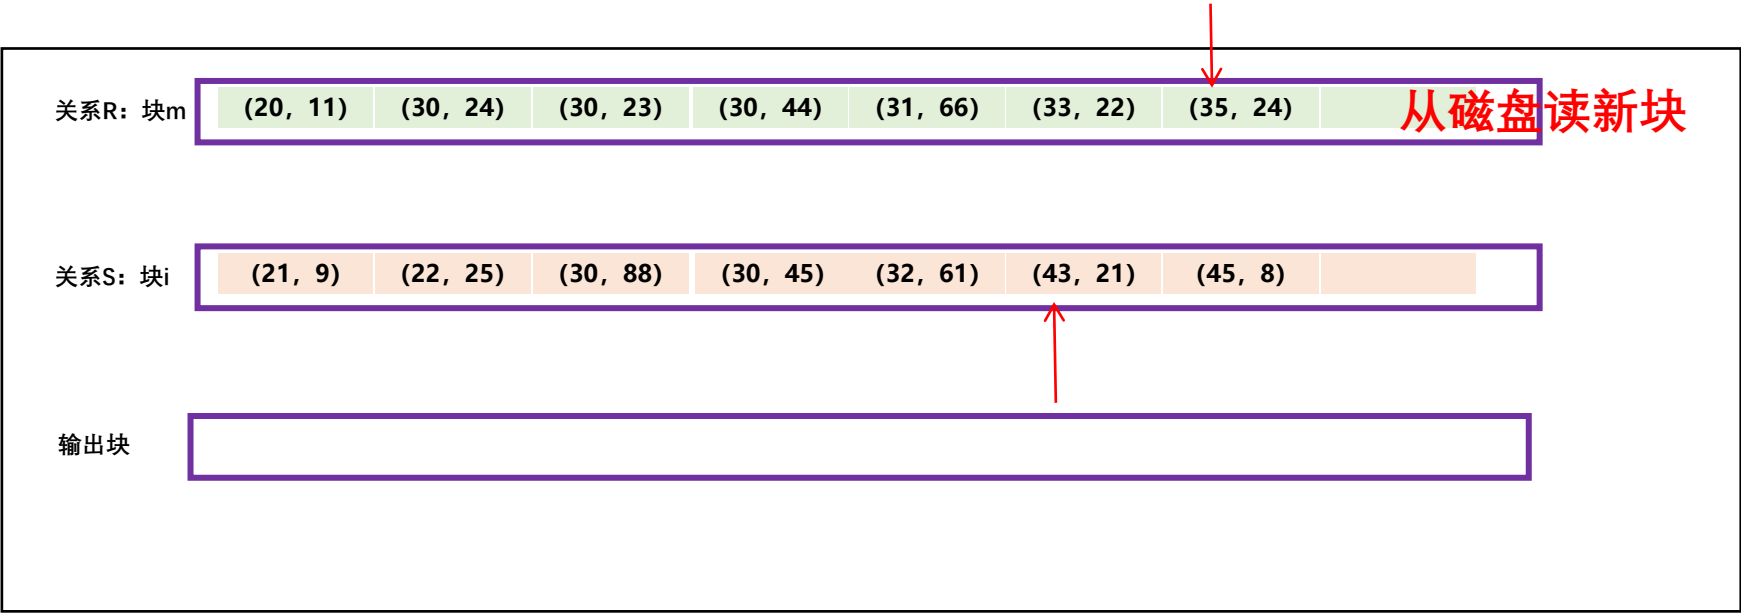 关系R：块m (20，11) (30，24) (30，23) (30，44) (31，66) (33，22) (35，24) 从磁盘读新块
关系S：块i (21，9) (22，25) (30，88) (30，45) (32，61) (43，21) (45，8)
输出块